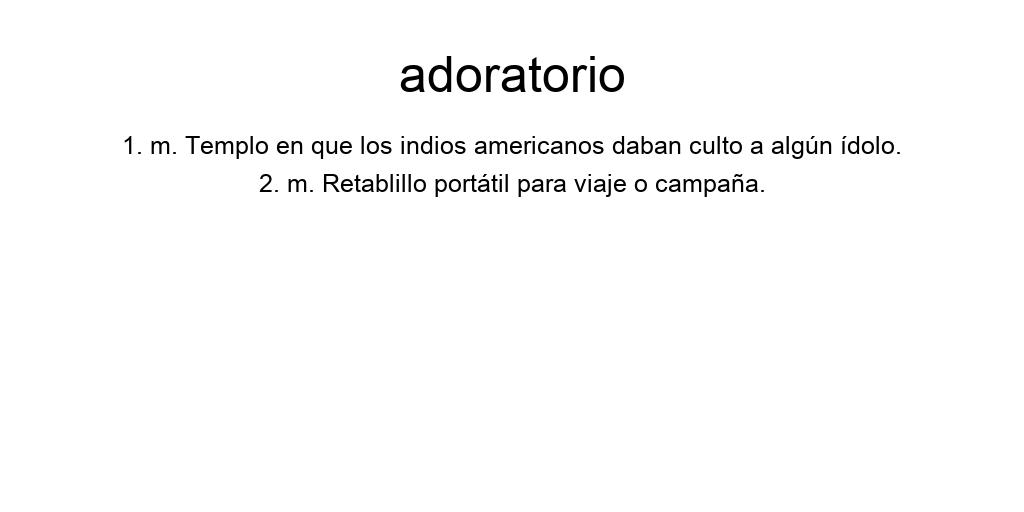 adoratorio
1. m. Templo en que los indios americanos daban culto a algún ídolo.
2. m. Retablillo portátil para viaje o campaña.